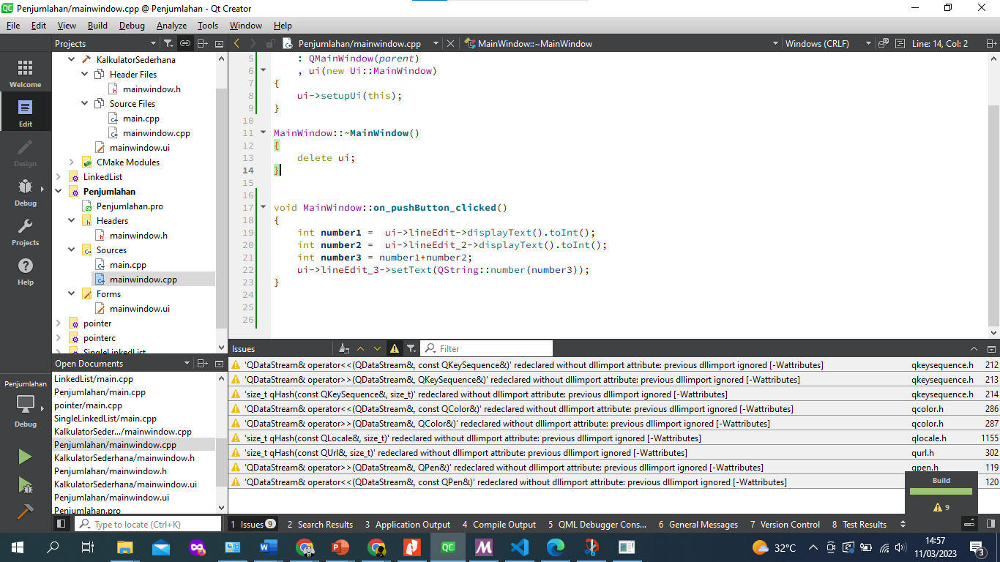 Penjumlahan/mainwindow.cpp @ Penjumlahan - Qt Creator
File Edit View Build Debug Analyze Tools Window Help
Projects
Penjumlahan/mainwindow.cpp
MainWindow::~MainWindow
Windows (CRLF)
Line: 14, Col: 2
Welcome
Edit
Design
Debug
Projects
Help
KalkulatorSederhana
Header Files
mainwindow.h
Source Files
main.cpp
mainwindow.cpp
mainwindow.ui
CMake Modules
LinkedList
Penjumlahan
Penjumlahan.pro
Headers
mainwindow.h
Sources
main.cpp
mainwindow.cpp
Forms
mainwindow.ui
pointer
pointerc
SingleLinkedList
5 : QMainWindow(parent)
6 , ui(new Ui::MainWindow)
7 {
8 ui->setupUi(this);
9 }
10
11 MainWindow::~MainWindow()
12 {
13 delete ui;
14 }
15
16
17 void MainWindow::on_pushButton_clicked()
18 {
19 int number1 =  ui->lineEdit->displayText().toInt();
20 int number2 =  ui->lineEdit_2->displayText().toInt();
21 int number3 = number1+number2;
22 ui->lineEdit_3->setText(QString::number(number3));
23 }
24
25
26
Open Documents
LinkedList/main.cpp
Penjumlahan/main.cpp
pointer/main.cpp
SingleLinkedList/main.cpp
KalkulatorSeder.../mainwindow.cpp
Penjumlahan/mainwindow.cpp
KalkulatorSederhana/mainwindow.h
Penjumlahan/mainwindow.h
KalkulatorSederhana/mainwindow.ui
Penjumlahan/mainwindow.ui
Penjumlahan.pro
Penjumlahan
Debug
Issues
Filter
'QDataStream& operator<<(QDataStream&, const QKeySequence&)' redeclared without dllimport attribute: previous dllimport ignored [-Wattributes] qkeysequence.h 212
'QDataStream& operator>>(QDataStream&, QKeySequence&)' redeclared without dllimport attribute: previous dllimport ignored [-Wattributes] qkeysequence.h 213
'size_t qHash(const QKeySequence&, size_t)' redeclared without dllimport attribute: previous dllimport ignored [-Wattributes] qkeysequence.h 214
'QDataStream& operator<<(QDataStream&, const QColor&)' redeclared without dllimport attribute: previous dllimport ignored [-Wattributes] qcolor.h 286
'QDataStream& operator>>(QDataStream&, QColor&)' redeclared without dllimport attribute: previous dllimport ignored [-Wattributes] qcolor.h 287
'size_t qHash(const QLocale&, size_t)' redeclared without dllimport attribute: previous dllimport ignored [-Wattributes] qlocale.h 1155
'size_t qHash(const QUrl&, size_t)' redeclared without dllimport attribute: previous dllimport ignored [-Wattributes] qurl.h 302
'QDataStream& operator>>(QDataStream&, QPen&)' redeclared without dllimport attribute: previous dllimport ignored [-Wattributes] qpen.h 119
'QDataStream& operator<<(QDataStream&, const QPen&)' redeclared without dllimport attribute: previous dllimport ignored [-Wattributes] 120
Build
9
Type to locate (Ctrl+K)
1 Issues 9 2 Search Results 3 Application Output 4 Compile Output 5 QML Debugger Cons... 6 General Messages 7 Version Control 8 Test Results
32°C
14:57
11/03/2023
3